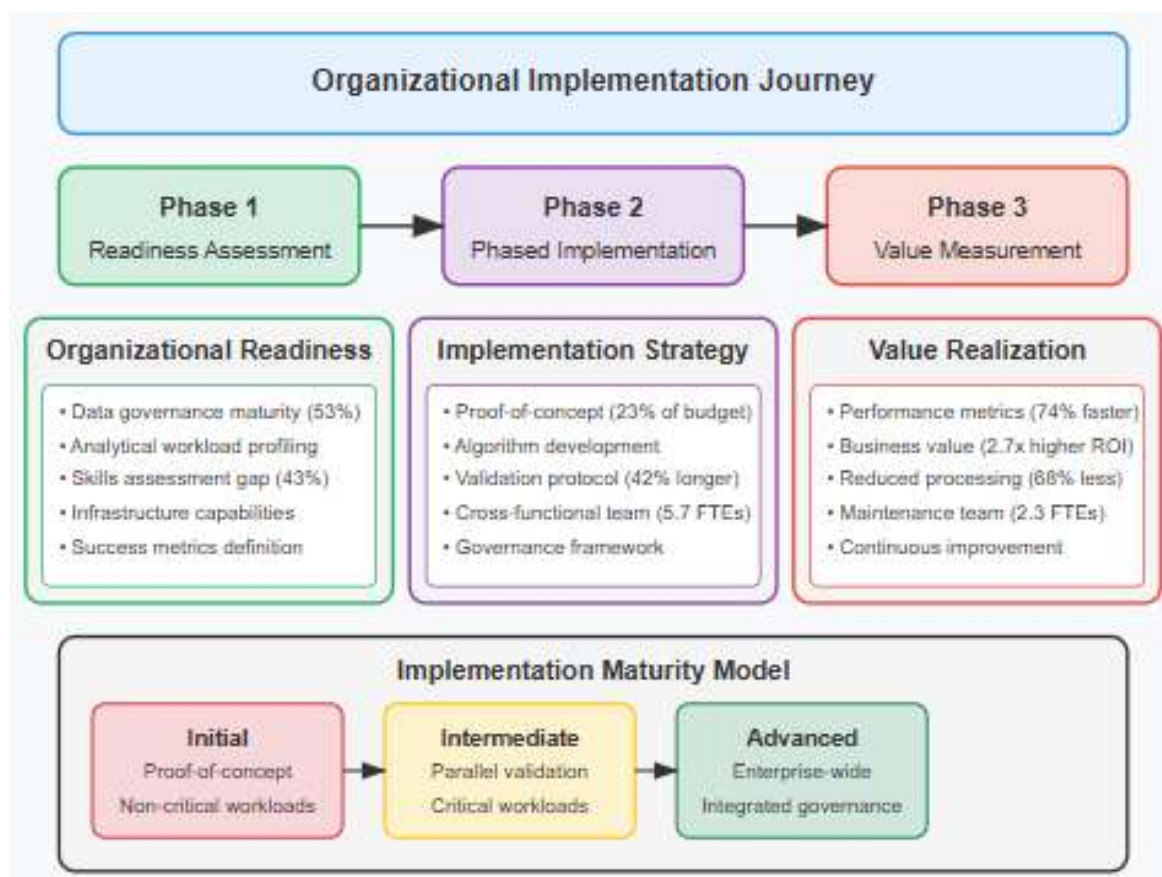 Organizational Implementation Journey
Phase 1
Readiness Assessment
Phase 2
Phased Implementation
Phase 3
Value Measurement
Organizational Readiness
• Data governance maturity (53%)
• Analytical workload profiling
• Skills assessment gap (43%)
• Infrastructure capabilities
• Success metrics definition
Implementation Strategy
• Proof-of-concept (23% of budget)
• Algorithm development
• Validation protocol (42% longer)
• Cross-functional team (5.7 FTEs)
• Governance framework
Value Realization
• Performance metrics (74% faster)
• Business value (2.7x higher ROI)
• Reduced processing (68% less)
• Maintenance team (2.3 FTEs)
• Continuous improvement
Implementation Maturity Model
Initial
Proof-of-concept
Non-critical workloads
Intermediate
Parallel validation
Critical workloads
Advanced
Enterprise-wide
Integrated governance